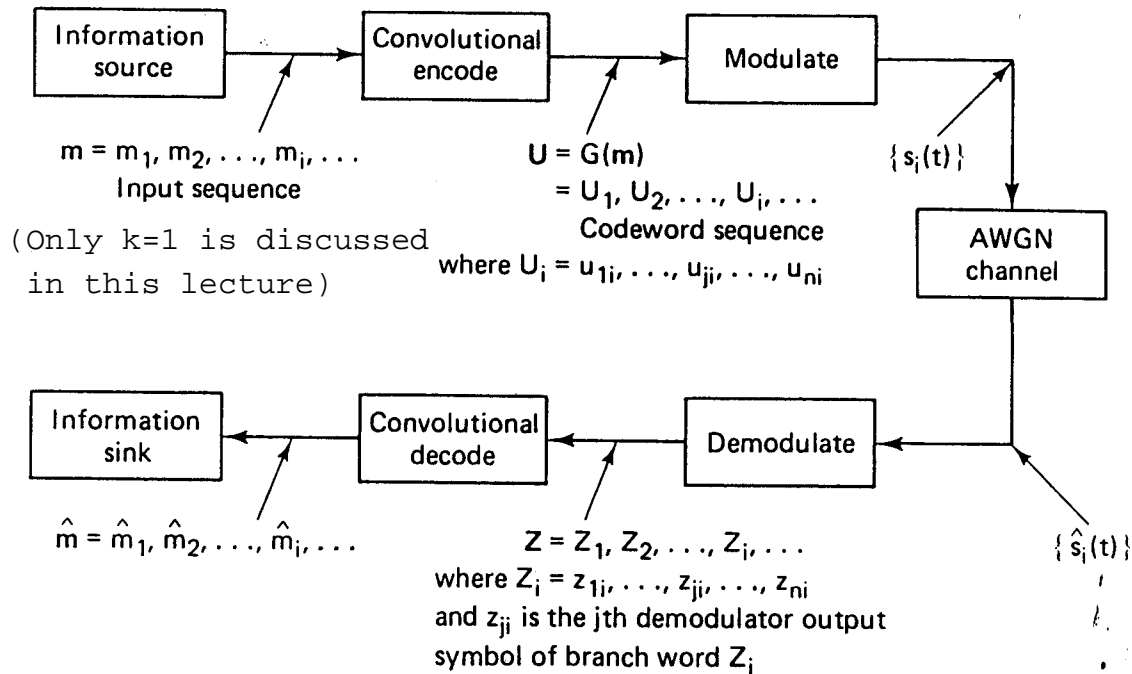 Information
source
Convolutional
encode
Modulate
m = m₁, m₂, . . ., mᵢ, . . .
Input sequence
(Only k=1 is discussed
in this lecture)
U = G(m)
= U₁, U₂, . . ., Uᵢ, . . .
Codeword sequence
where Uᵢ = u₁ᵢ, . . ., uⱼᵢ, . . ., uₙᵢ
{sᵢ(t)}
AWGN
channel
Information
sink
Convolutional
decode
Demodulate
m̂ = m̂₁, m̂₂, . . ., m̂ᵢ, . . .
Z = Z₁, Z₂, . . ., Zᵢ, . . .
where Zᵢ = z₁ᵢ, . . ., zⱼᵢ, . . ., zₙᵢ
and zⱼᵢ is the jth demodulator output
symbol of branch word Zᵢ
{ŝᵢ(t)}